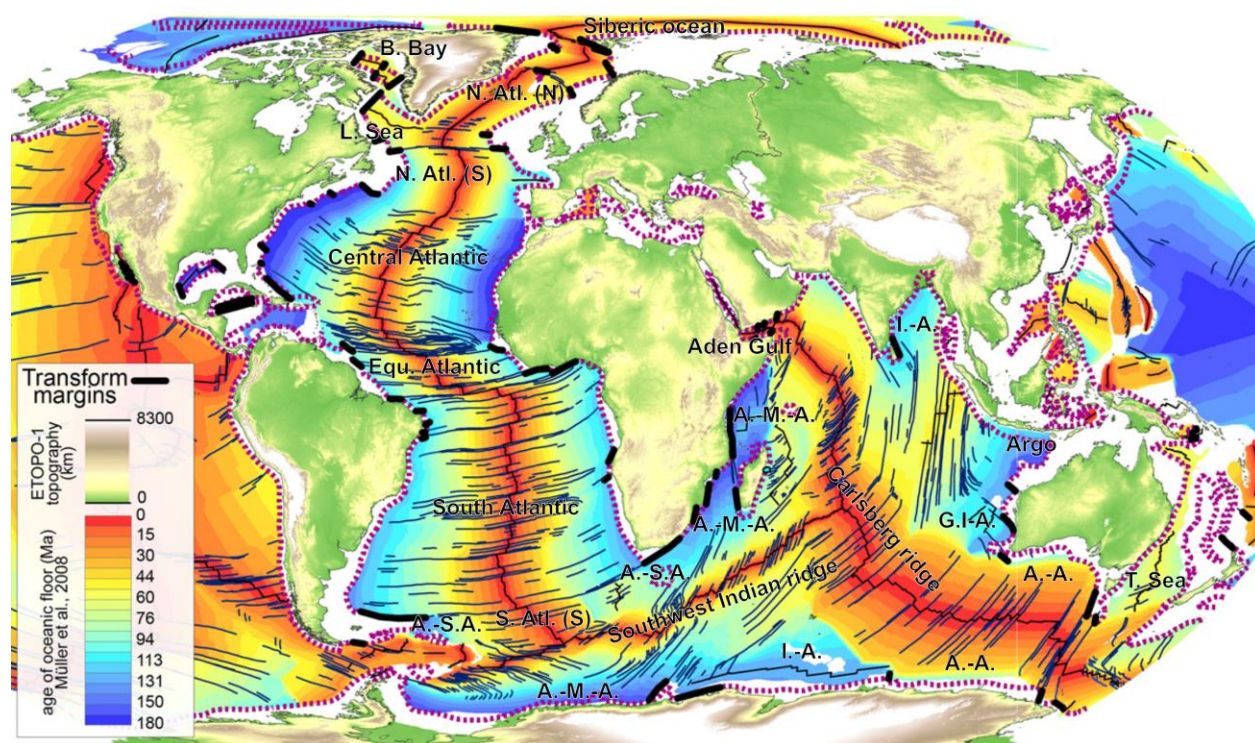 Siberic ocean
B. Bay
N. Atl. (N)
L. Sea
N. Atl. (S)
Central Atlantic
I.-A.
Aden Gulf
Equ. Atlantic
Transform
margins
8300
ETOPO-1
topography
(km)
0
0
15
30
44
60
76
94
113
131
150
180
age of oceanic floor (Ma)
Müller et al., 2008
A.-M.-A.
Argo
South Atlantic
Carlsberg ridge
G.I-A.
A.-M.-A.
A.-S.A.
A.-A.
T. Sea
Southwest Indian ridge
A.-S.A.
S. Atl. (S)
I.-A.
A.-A.
A.-M.-A.